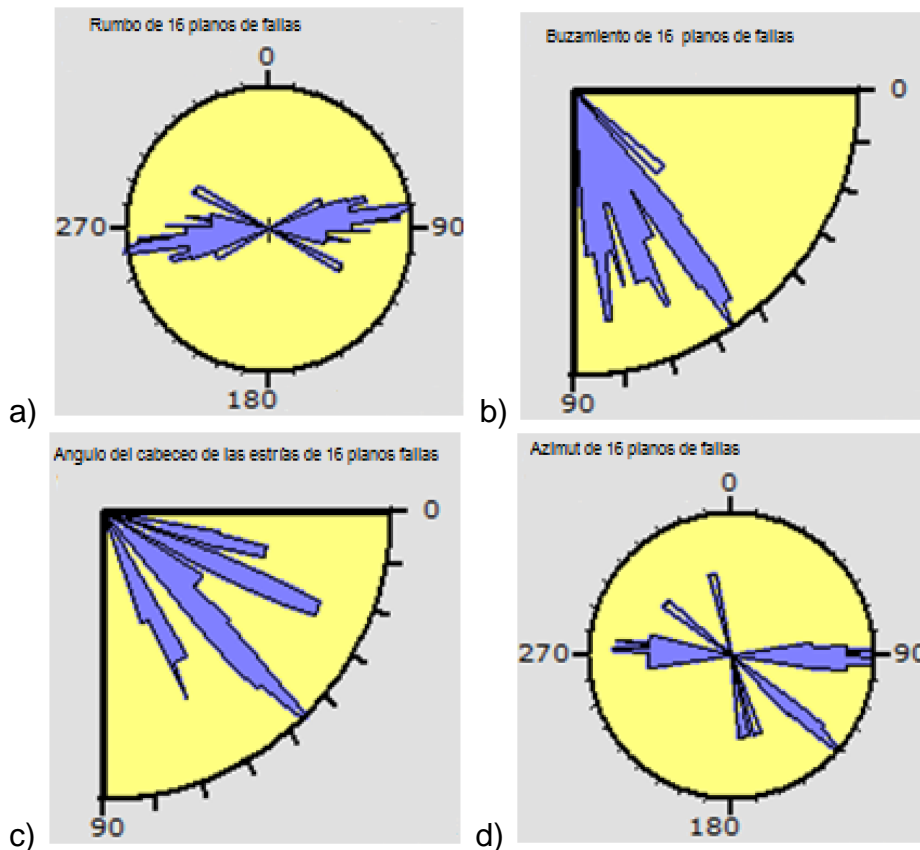 Rumbo de 16 planos de fallas
0
270
90
180
a)
Buzamiento de 16 planos de fallas
0
90
b)
Angulo del cabeceo de las estrías de 16 planos fallas
0
90
c)
Azimut de 16 planos de fallas
0
270
90
180
d)